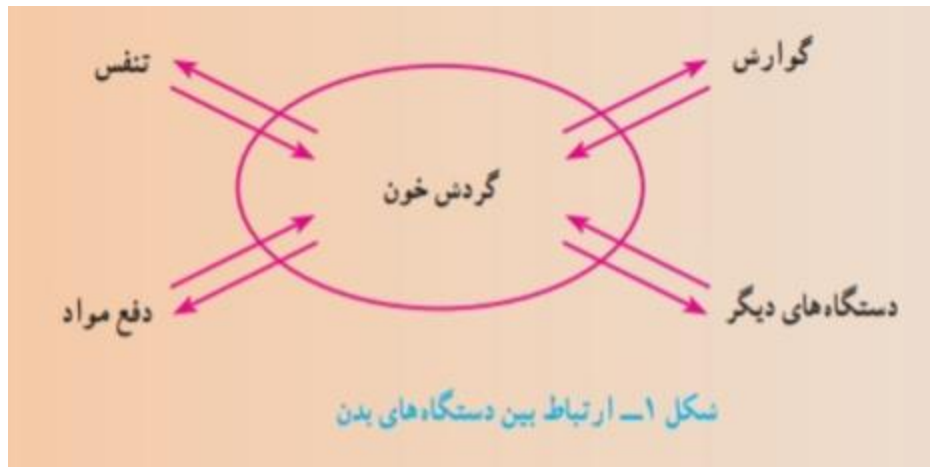 گوارش
تنفس
گردش خون
دستگاه‌های دیگر
دفع مواد
شکل ۱ــ ارتباط بین دستگاه‌های بدن